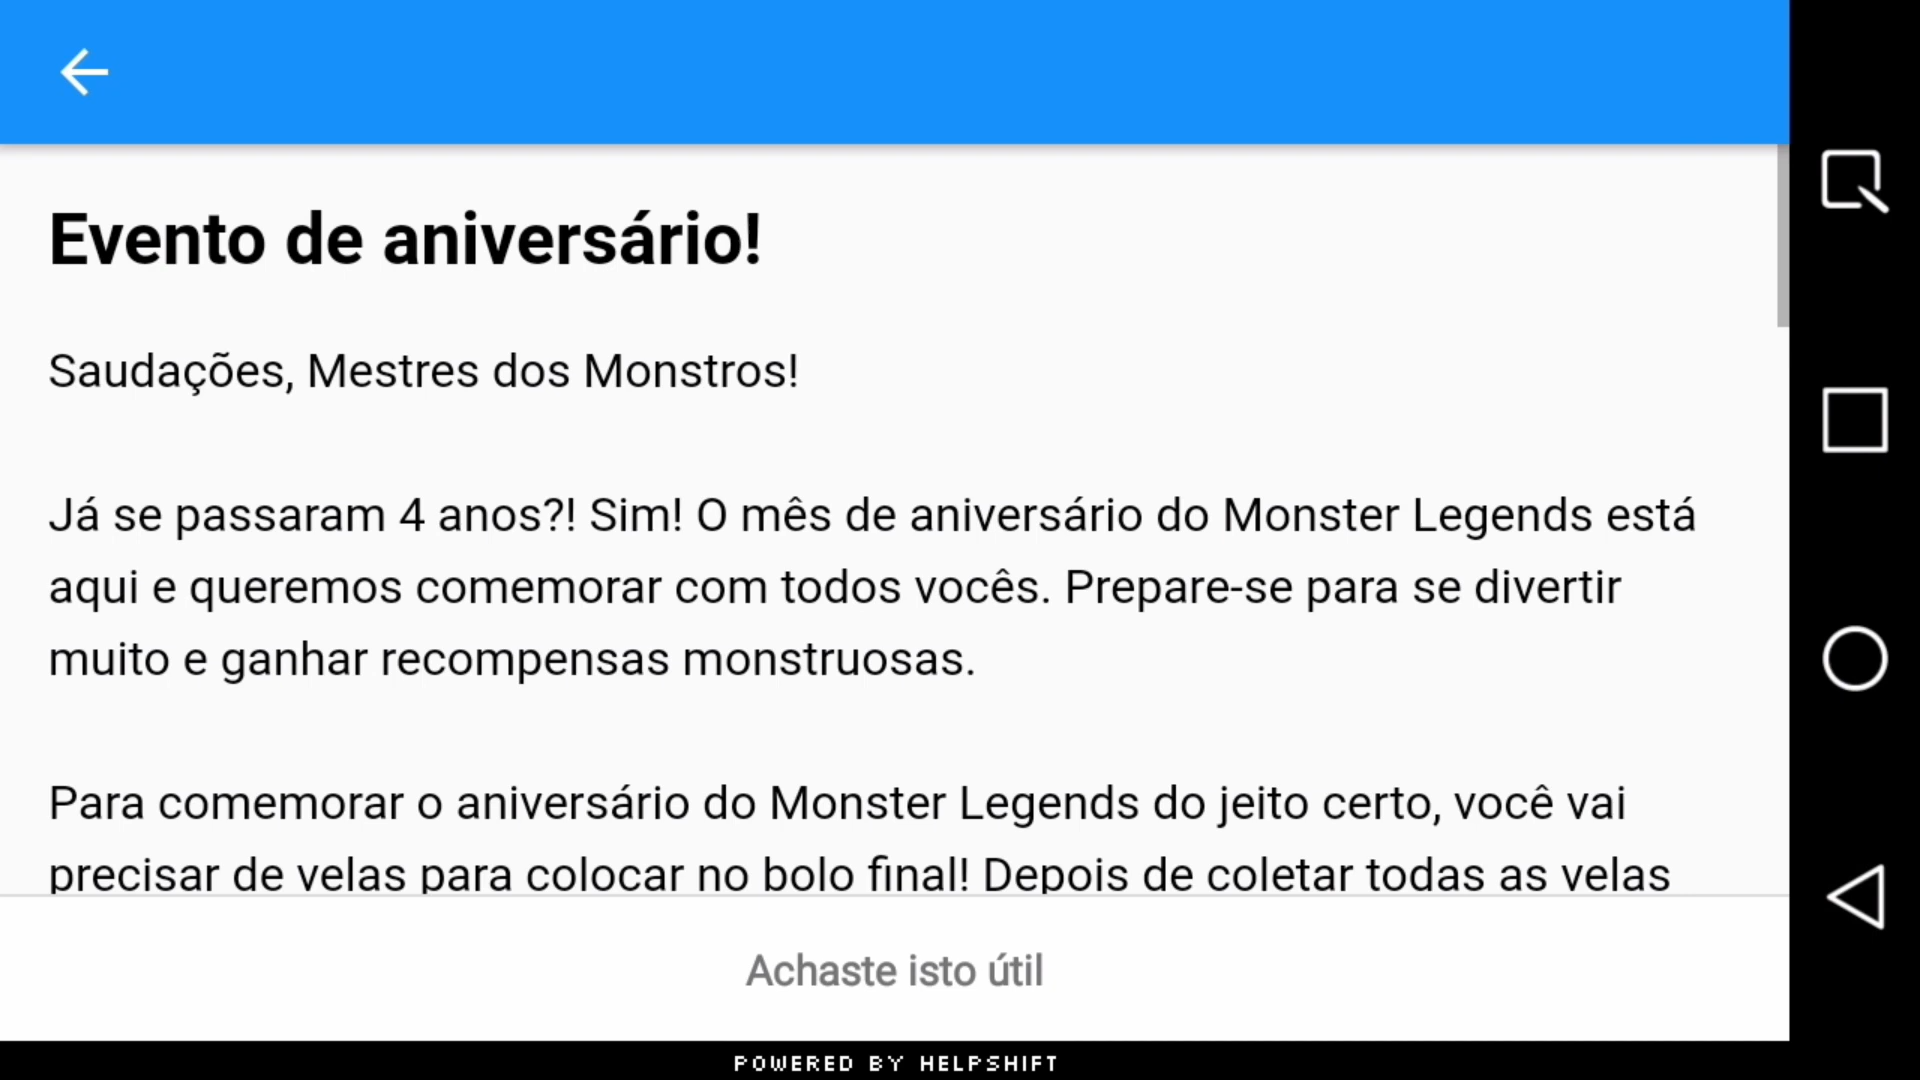 Evento de aniversário!
Saudações, Mestres dos Monstros!
Já se passaram 4 anos?! Sim! O mês de aniversário do Monster Legends está
aqui e queremos comemorar com todos vocês. Prepare-se para se divertir
muito e ganhar recompensas monstruosas.
Para comemorar o aniversário do Monster Legends do jeito certo, você vai
precisar de velas para colocar no bolo final! Depois de coletar todas as velas
Achaste isto útil
POWERED BY HELPSHIFT